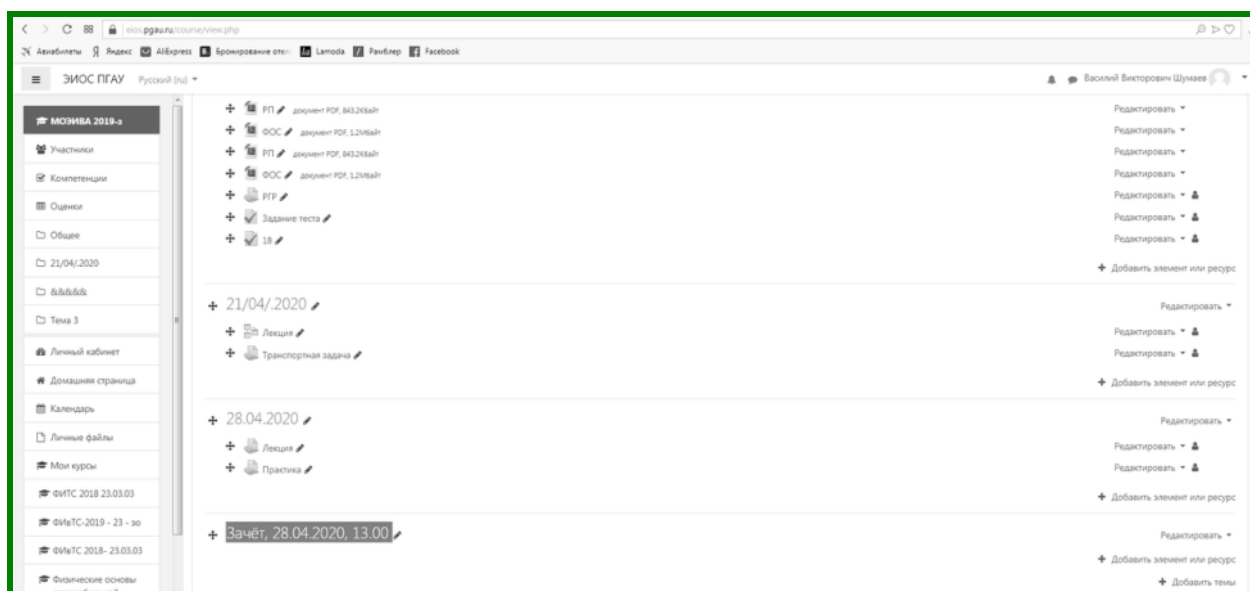 eios.pgau.ru/course/view.php
Авиабилеты Яндекс AliExpress Бронирование отел Lamoda Рамблер Facebook
ЭИОС ПГАУ Русский (ru) Василий Викторович Шумаев
МОЭИВА 2019-з
Участники
Компетенции
Оценки
Общее
21/04/.2020
&&&&&
Тема 3
Личный кабинет
Домашняя страница
Календарь
Личные файлы
Мои курсы
ФИТС 2018 23.03.03
ФИвТС-2019 - 23 - зо
ФИвТС 2018- 23.03.03
Физические основы
РП документ PDF, 843.2Кбайт Редактировать
ФОС документ PDF, 1.2Мбайт Редактировать
РП документ PDF, 843.2Кбайт Редактировать
ФОС документ PDF, 1.2Мбайт Редактировать
РГР Редактировать
Задание теста Редактировать
18 Редактировать
Добавить элемент или ресурс
21/04/.2020 Редактировать
Лекция Редактировать
Транспортная задача Редактировать
Добавить элемент или ресурс
28.04.2020 Редактировать
Лекция Редактировать
Практика Редактировать
Добавить элемент или ресурс
Зачёт, 28.04.2020, 13.00 Редактировать
Добавить элемент или ресурс
Добавить темы